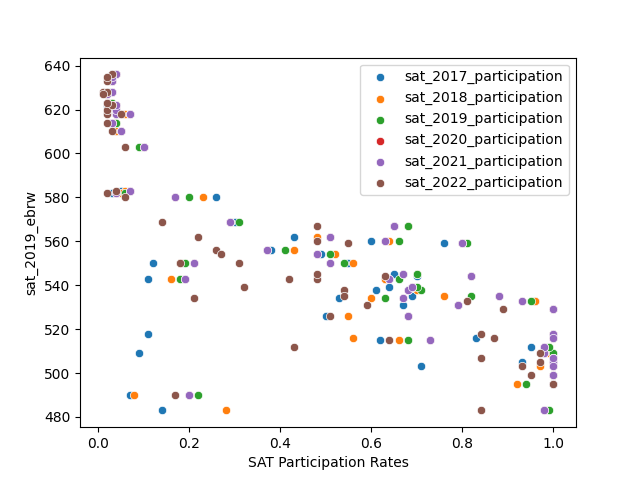 640
620
600
580
560
540
520
500
480
sat_2019_ebrw
0.0
0.2
0.4
0.6
0.8
1.0
SAT Participation Rates
sat_2017_participation
sat_2018_participation
sat_2019_participation
sat_2020_participation
sat_2021_participation
sat_2022_participation